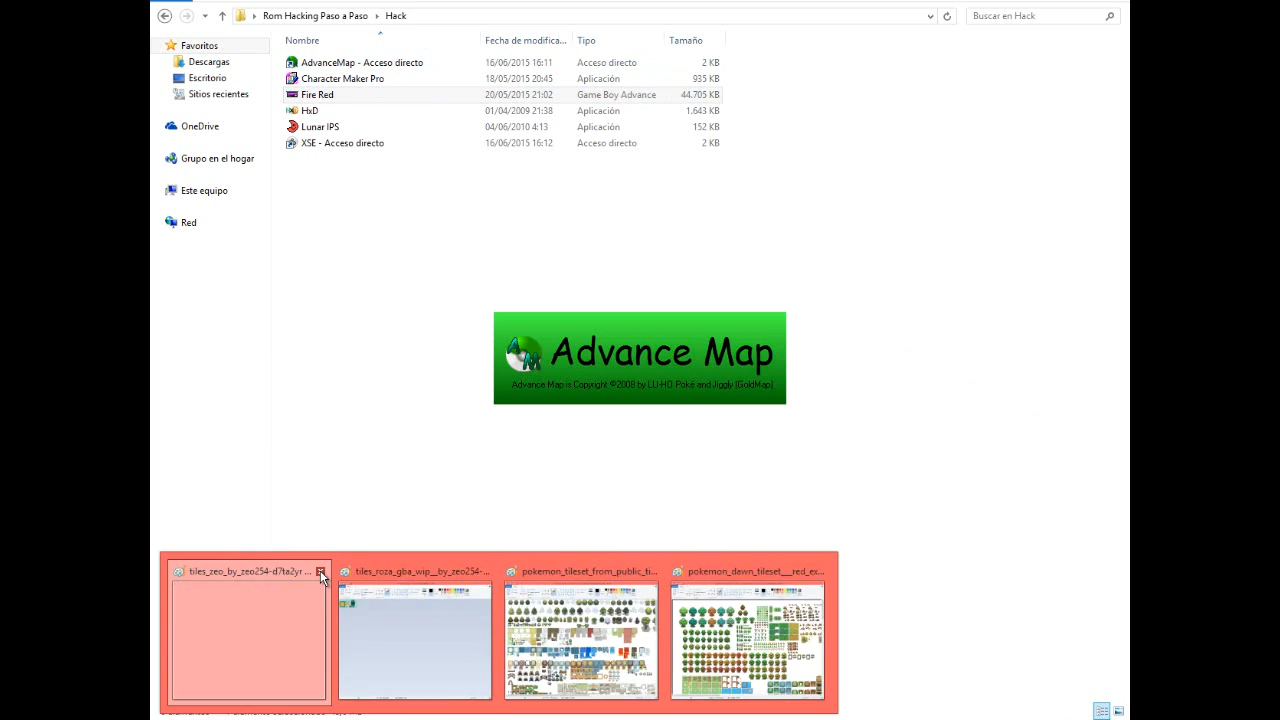 Rom Hacking Paso a Paso
Hack
Buscar en Hack
Nombre
Fecha de modifica...
Tipo
Tamaño
Favoritos
Descargas
Escritorio
Sitios recientes
OneDrive
Grupo en el hogar
Este equipo
Red
AdvanceMap - Acceso directo 16/06/2015 16:11 Acceso directo 2 KB
Character Maker Pro 18/05/2015 20:45 Aplicación 935 KB
Fire Red 20/05/2015 21:02 Game Boy Advance 44.705 KB
HxD 01/04/2009 21:38 Aplicación 1.643 KB
Lunar IPS 04/06/2010 4:13 Aplicación 152 KB
XSE - Acceso directo 16/06/2015 16:12 Acceso directo 2 KB
AM
Advance Map
Advance Map is Copyright ©2008 by LU-HO Poké and Jiggly (GoldMap)
tiles_zeo_by_zeo254-d7ta2yr ...
tiles_roza_gba_wip__by_zeo254-...
pokemon_tileset_from_public_ti...
pokemon_dawn_tileset___red_ex...